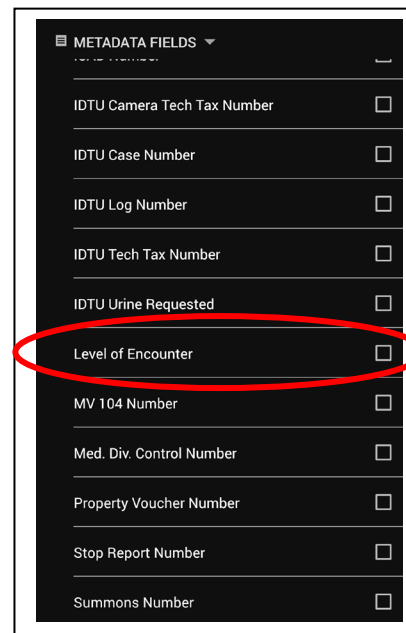 METADATA FIELDS
IDTU Camera Tech Tax Number
IDTU Case Number
IDTU Log Number
IDTU Tech Tax Number
IDTU Urine Requested
Level of Encounter
MV 104 Number
Med. Div. Control Number
Property Voucher Number
Stop Report Number
Summons Number